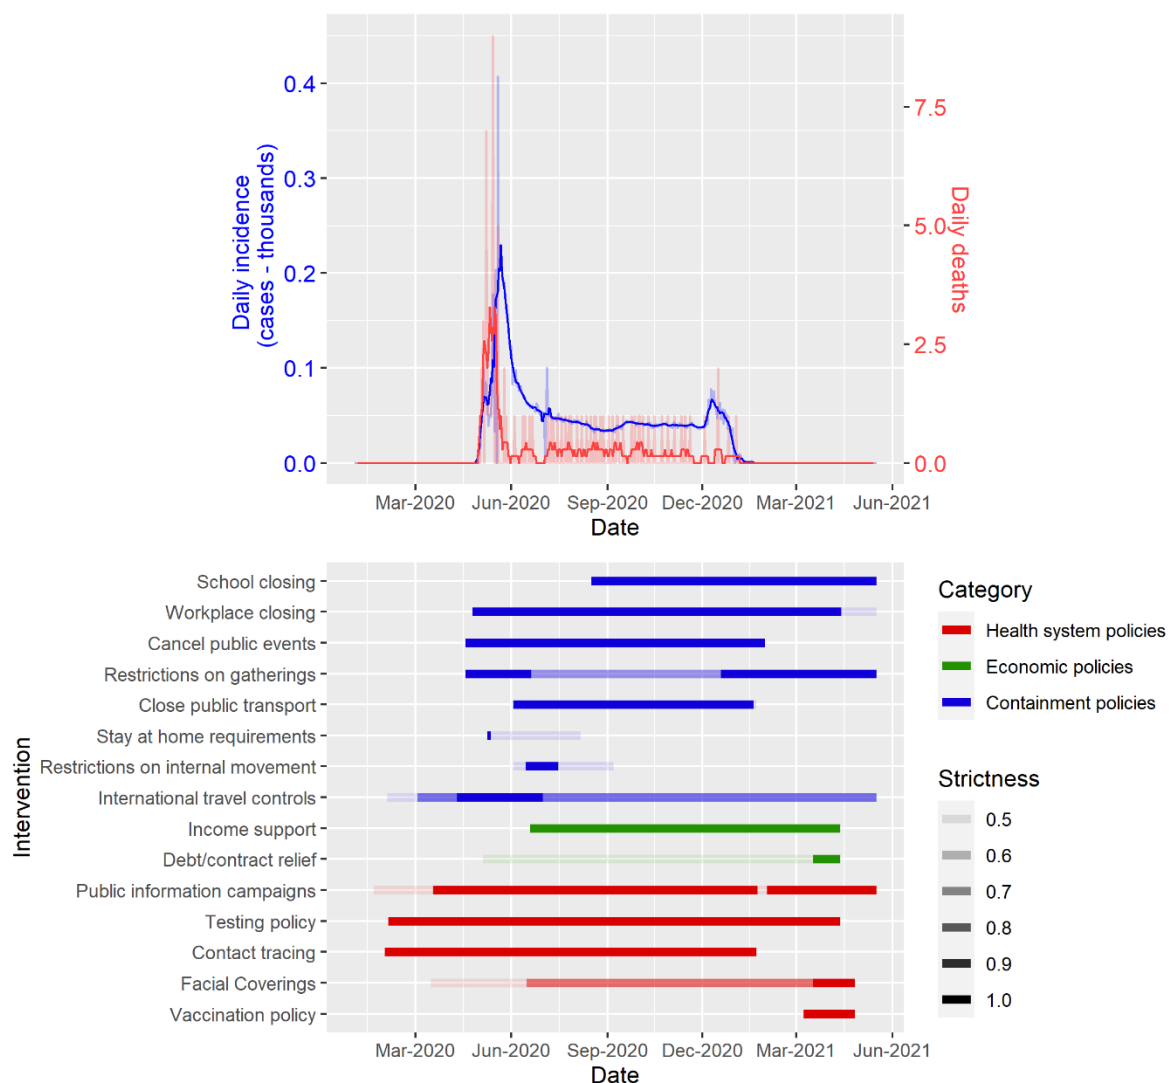 0.4
0.3
0.2
0.1
0.0
Daily incidence
(cases - thousands)
7.5
5.0
2.5
0.0
Daily deaths
Mar-2020 Jun-2020 Sep-2020 Dec-2020 Mar-2021 Jun-2021
Date
Intervention
School closing
Workplace closing
Cancel public events
Restrictions on gatherings
Close public transport
Stay at home requirements
Restrictions on internal movement
International travel controls
Income support
Debt/contract relief
Public information campaigns
Testing policy
Contact tracing
Facial Coverings
Vaccination policy
Mar-2020 Jun-2020 Sep-2020 Dec-2020 Mar-2021 Jun-2021
Date
Category
Health system policies
Economic policies
Containment policies
Strictness
0.5
0.6
0.7
0.8
0.9
1.0